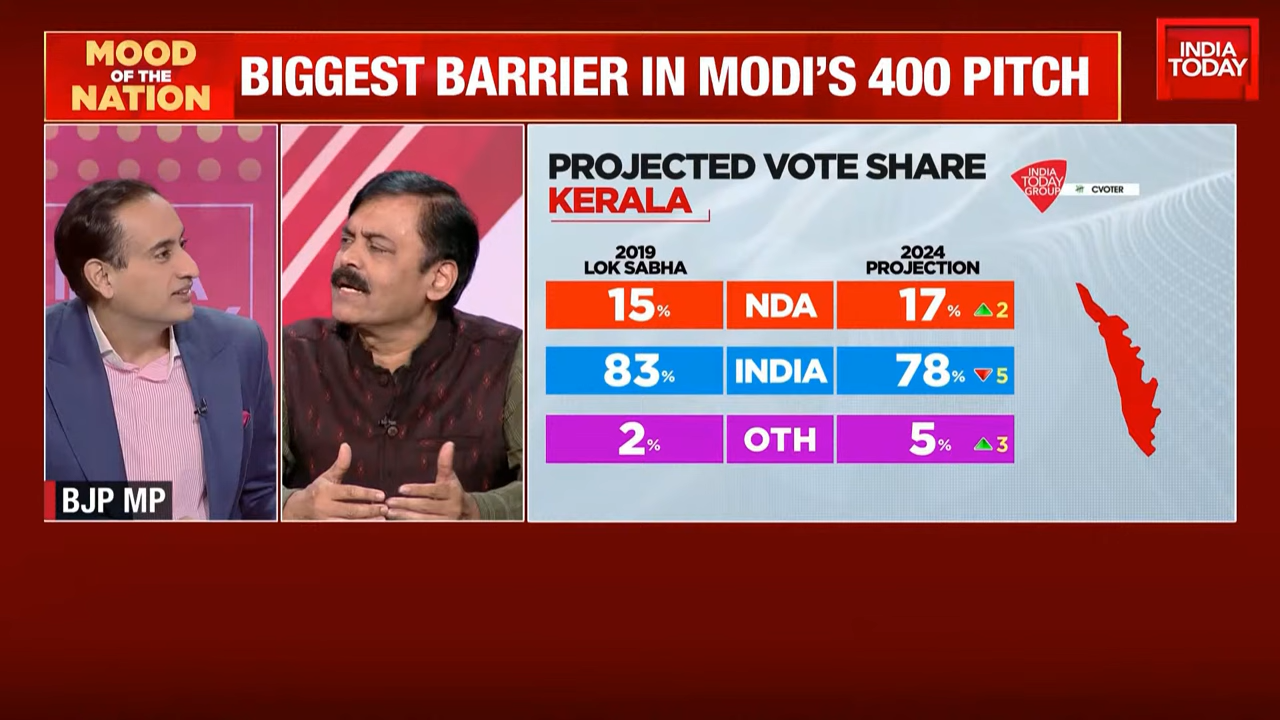 MOOD
OF THE
NATION
BIGGEST BARRIER IN MODI'S 400 PITCH
INDIA
TODAY
PROJECTED VOTE SHARE
KERALA
INDIA
TODAY
GROUP
CVOTER
2019
LOK SABHA
2024
PROJECTION
15% NDA 17% 2
83% INDIA 78% 5
2% OTH 5% 3
BJP MP